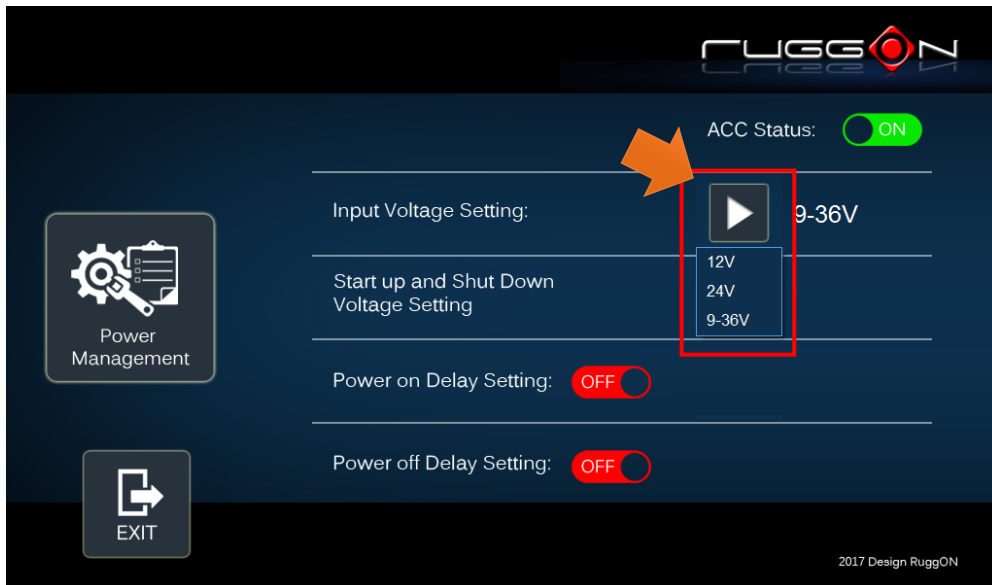 ruggON
ACC Status:
ON
Input Voltage Setting:
9-36V
12V
24V
9-36V
Start up and Shut Down
Voltage Setting
Power
Management
Power on Delay Setting:
OFF
Power off Delay Setting:
OFF
EXIT
2017 Design RuggON